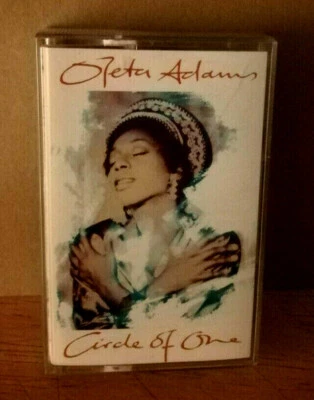 Oleta Adams
Circle of One